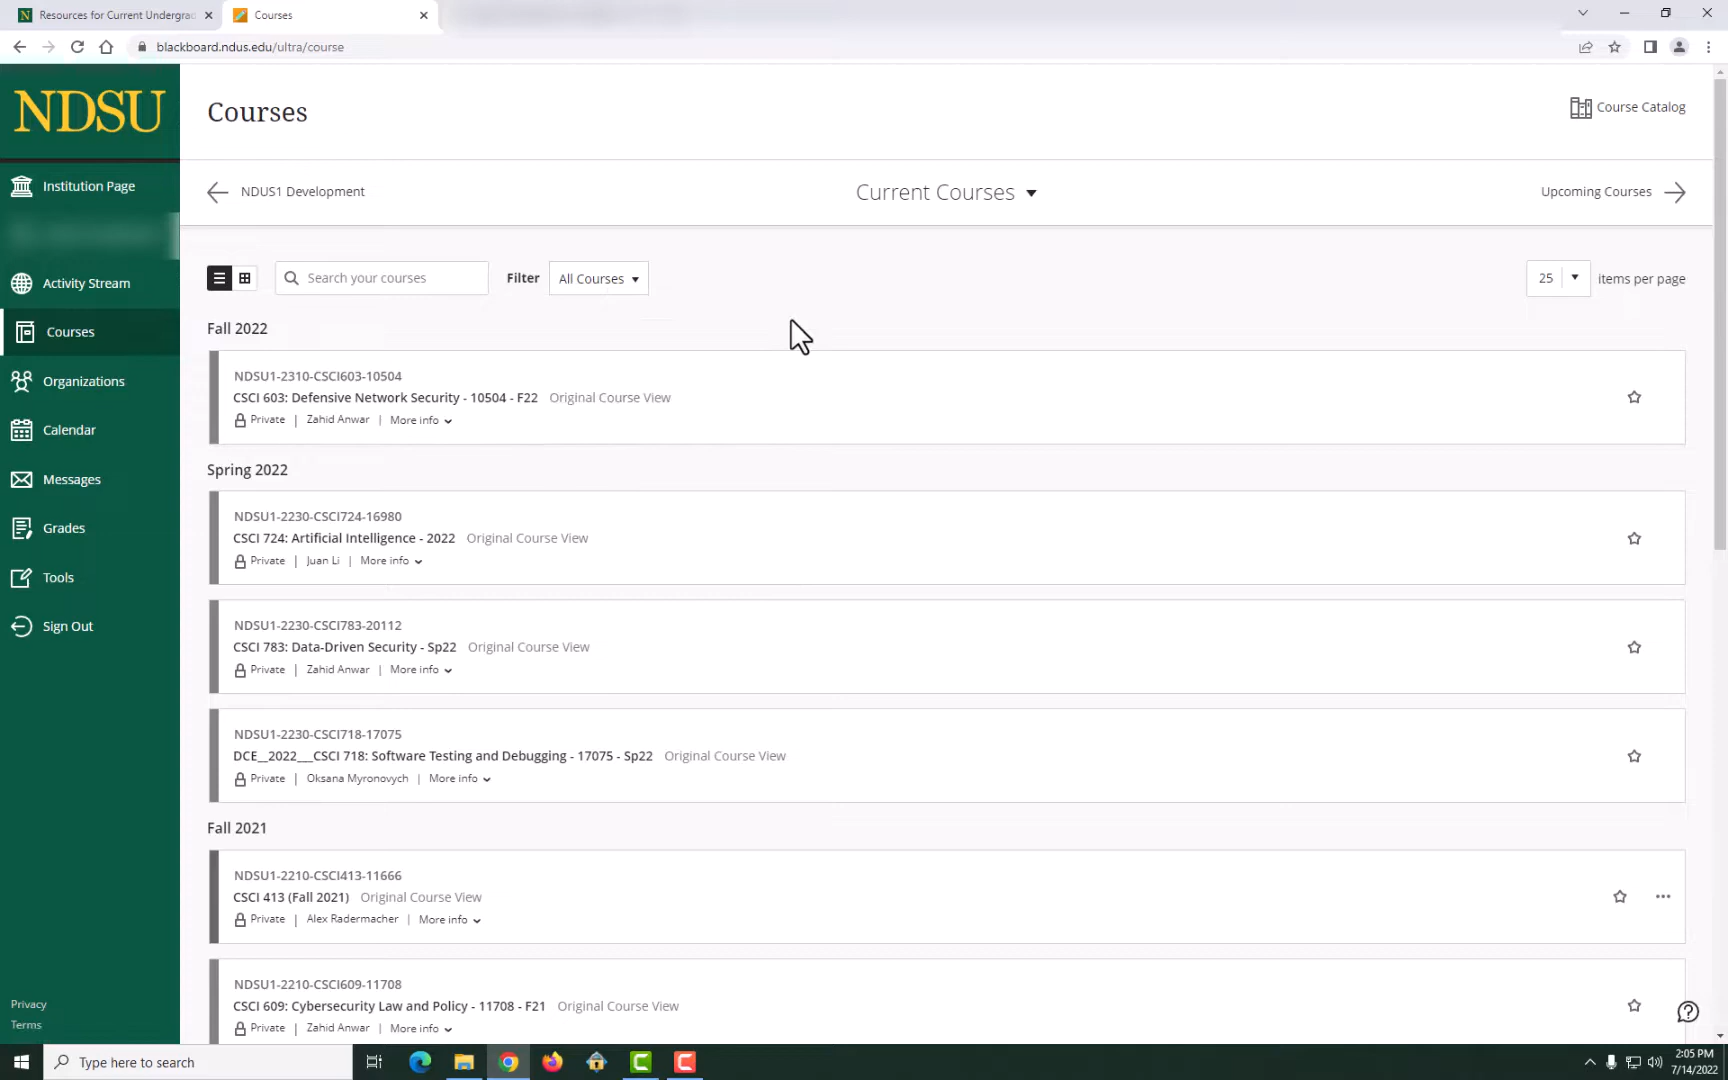 Resources for Current Undergrad
Courses
blackboard.ndus.edu/ultra/course
NDSU
Institution Page
Activity Stream
Courses
Organizations
Calendar
Messages
Grades
Tools
Sign Out
Privacy
Terms
Courses
Course Catalog
NDUS1 Development
Current Courses
Upcoming Courses
Search your courses
Filter
All Courses
25
items per page
Fall 2022
NDSU1-2310-CSCI603-10504
CSCI 603: Defensive Network Security - 10504 - F22 Original Course View
Private | Zahid Anwar | More info
Spring 2022
NDSU1-2230-CSCI724-16980
CSCI 724: Artificial Intelligence - 2022 Original Course View
Private | Juan Li | More info
NDSU1-2230-CSCI783-20112
CSCI 783: Data-Driven Security - Sp22 Original Course View
Private | Zahid Anwar | More info
NDSU1-2230-CSCI718-17075
DCE__2022___CSCI 718: Software Testing and Debugging - 17075 - Sp22 Original Course View
Private | Oksana Myronovych | More info
Fall 2021
NDSU1-2210-CSCI413-11666
CSCI 413 (Fall 2021) Original Course View
Private | Alex Radermacher | More info
NDSU1-2210-CSCI609-11708
CSCI 609: Cybersecurity Law and Policy - 11708 - F21 Original Course View
Private | Zahid Anwar | More info
Type here to search
2:05 PM
7/14/2022